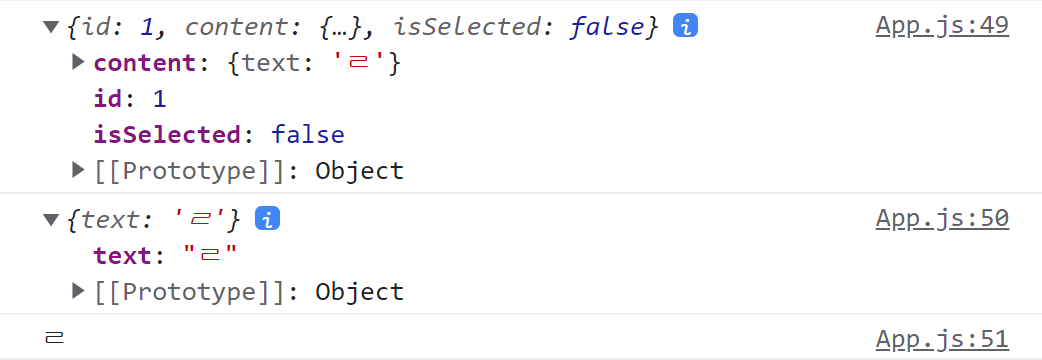 ▼{id: 1, content: {…}, isSelected: false} i App.js:49
▶ content: {text: 'ㄹ'}
id: 1
isSelected: false
▶ [[Prototype]]: Object
▼{text: 'ㄹ'} i App.js:50
text: "ㄹ"
▶ [[Prototype]]: Object
ㄹ App.js:51